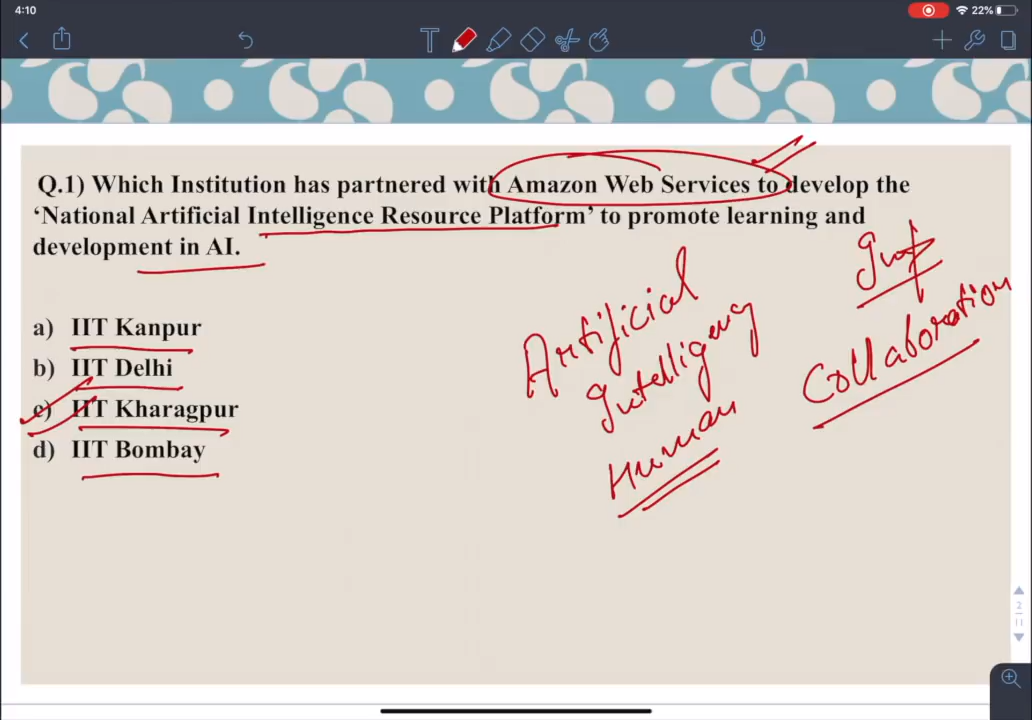 4:10
22%
Q.1) Which Institution has partnered with Amazon Web Services to develop the
‘National Artificial Intelligence Resource Platform’ to promote learning and
development in AI.
a) IIT Kanpur
b) IIT Delhi
c) IIT Kharagpur
d) IIT Bombay
Artificial
Intelligency
Human
Collaboration
2
11